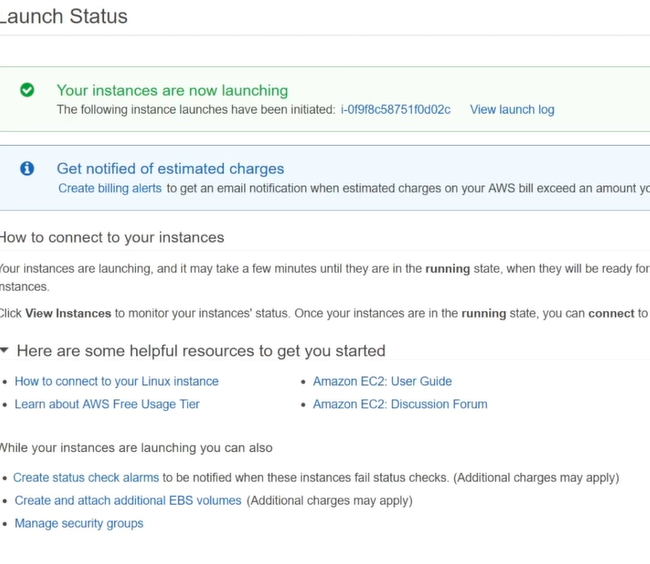 Launch Status
Your instances are now launching
The following instance launches have been initiated: i-0f9f8c58751f0d02c View launch log
Get notified of estimated charges
Create billing alerts to get an email notification when estimated charges on your AWS bill exceed an amount
How to connect to your instances
Your instances are launching, and it may take a few minutes until they are in the running state, when they will be ready for
instances.
Click View Instances to monitor your instances' status. Once your instances are in the running state, you can connect to
Here are some helpful resources to get you started
• How to connect to your Linux instance • Amazon EC2: User Guide
• Learn about AWS Free Usage Tier • Amazon EC2: Discussion Forum
While your instances are launching you can also
• Create status check alarms to be notified when these instances fail status checks. (Additional charges may apply)
• Create and attach additional EBS volumes (Additional charges may apply)
• Manage security groups